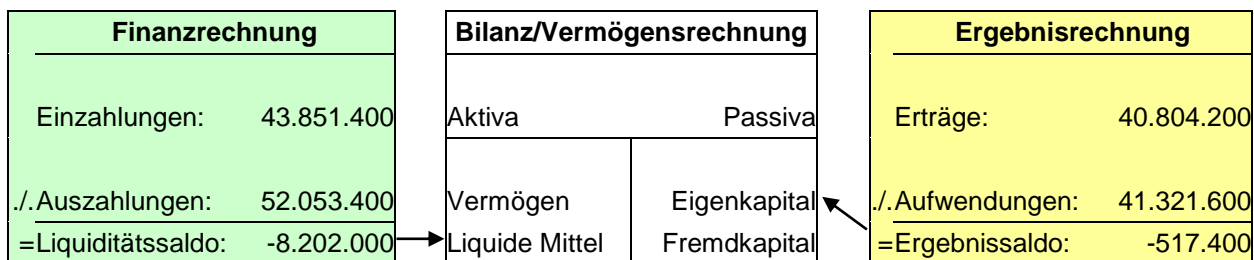 Finanzrechnung
Einzahlungen: 43.851.400
./.Auszahlungen: 52.053.400
=Liquiditätssaldo: -8.202.000
Bilanz/Vermögensrechnung
Aktiva Passiva
Vermögen Eigenkapital
Liquide Mittel Fremdkapital
Ergebnisrechnung
Erträge: 40.804.200
./.Aufwendungen: 41.321.600
=Ergebnissaldo: -517.400